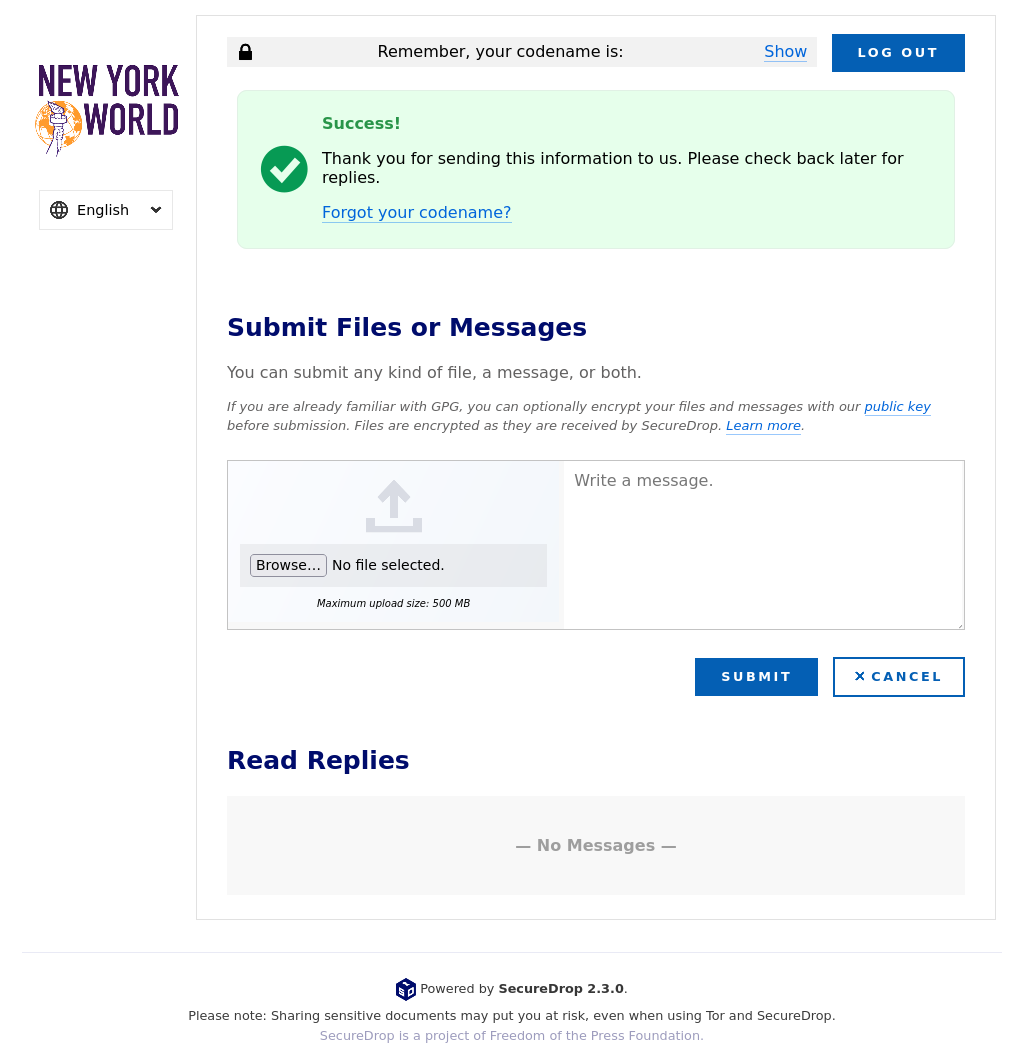 NEW YORK
WORLD
English
Remember, your codename is:
Show
LOG OUT
Success!
Thank you for sending this information to us. Please check back later for
replies.
Forgot your codename?
Submit Files or Messages
You can submit any kind of file, a message, or both.
If you are already familiar with GPG, you can optionally encrypt your files and messages with our public key
before submission. Files are encrypted as they are received by SecureDrop. Learn more.
Write a message.
Browse... No file selected.
Maximum upload size: 500 MB
SUBMIT
✕ CANCEL
Read Replies
— No Messages —
Powered by SecureDrop 2.3.0.
Please note: Sharing sensitive documents may put you at risk, even when using Tor and SecureDrop.
SecureDrop is a project of Freedom of the Press Foundation.